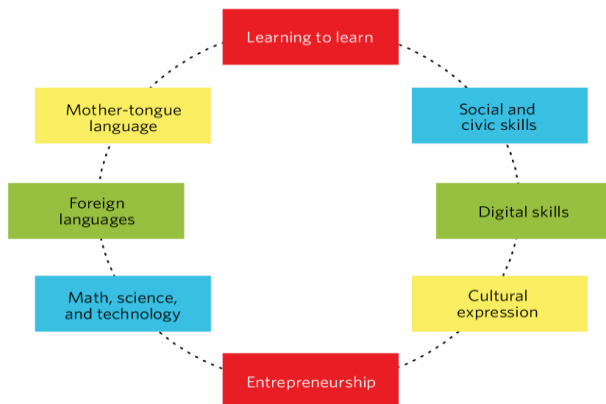 Learning to learn
Mother-tongue
language
Social and
civic skills
Foreign
languages
Digital skills
Math, science,
and technology
Cultural
expression
Entrepreneurship